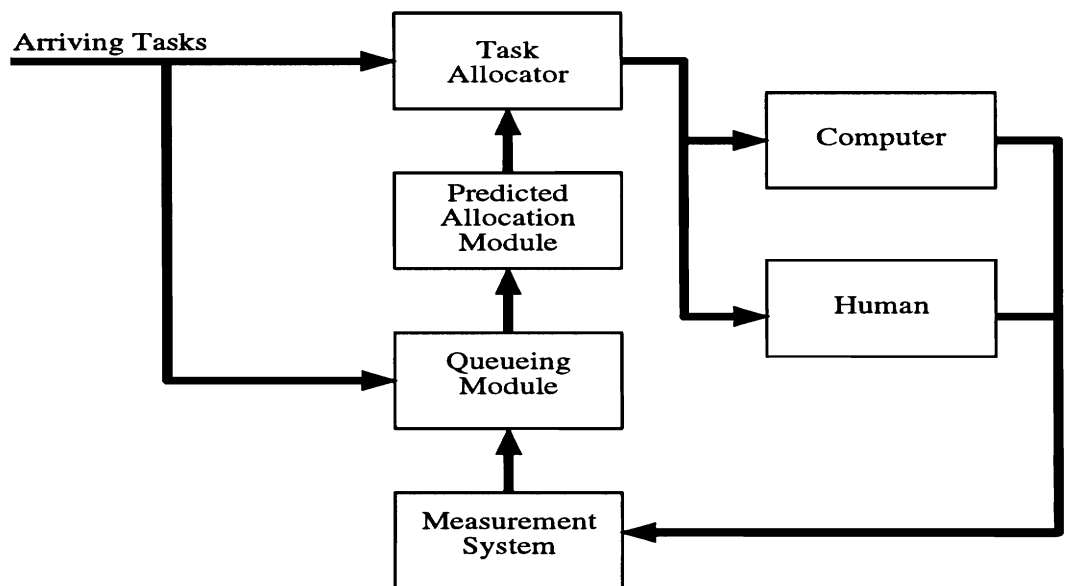 Arriving Tasks
Task
Allocator
Computer
Predicted
Allocation
Module
Human
Queueing
Module
Measurement
System